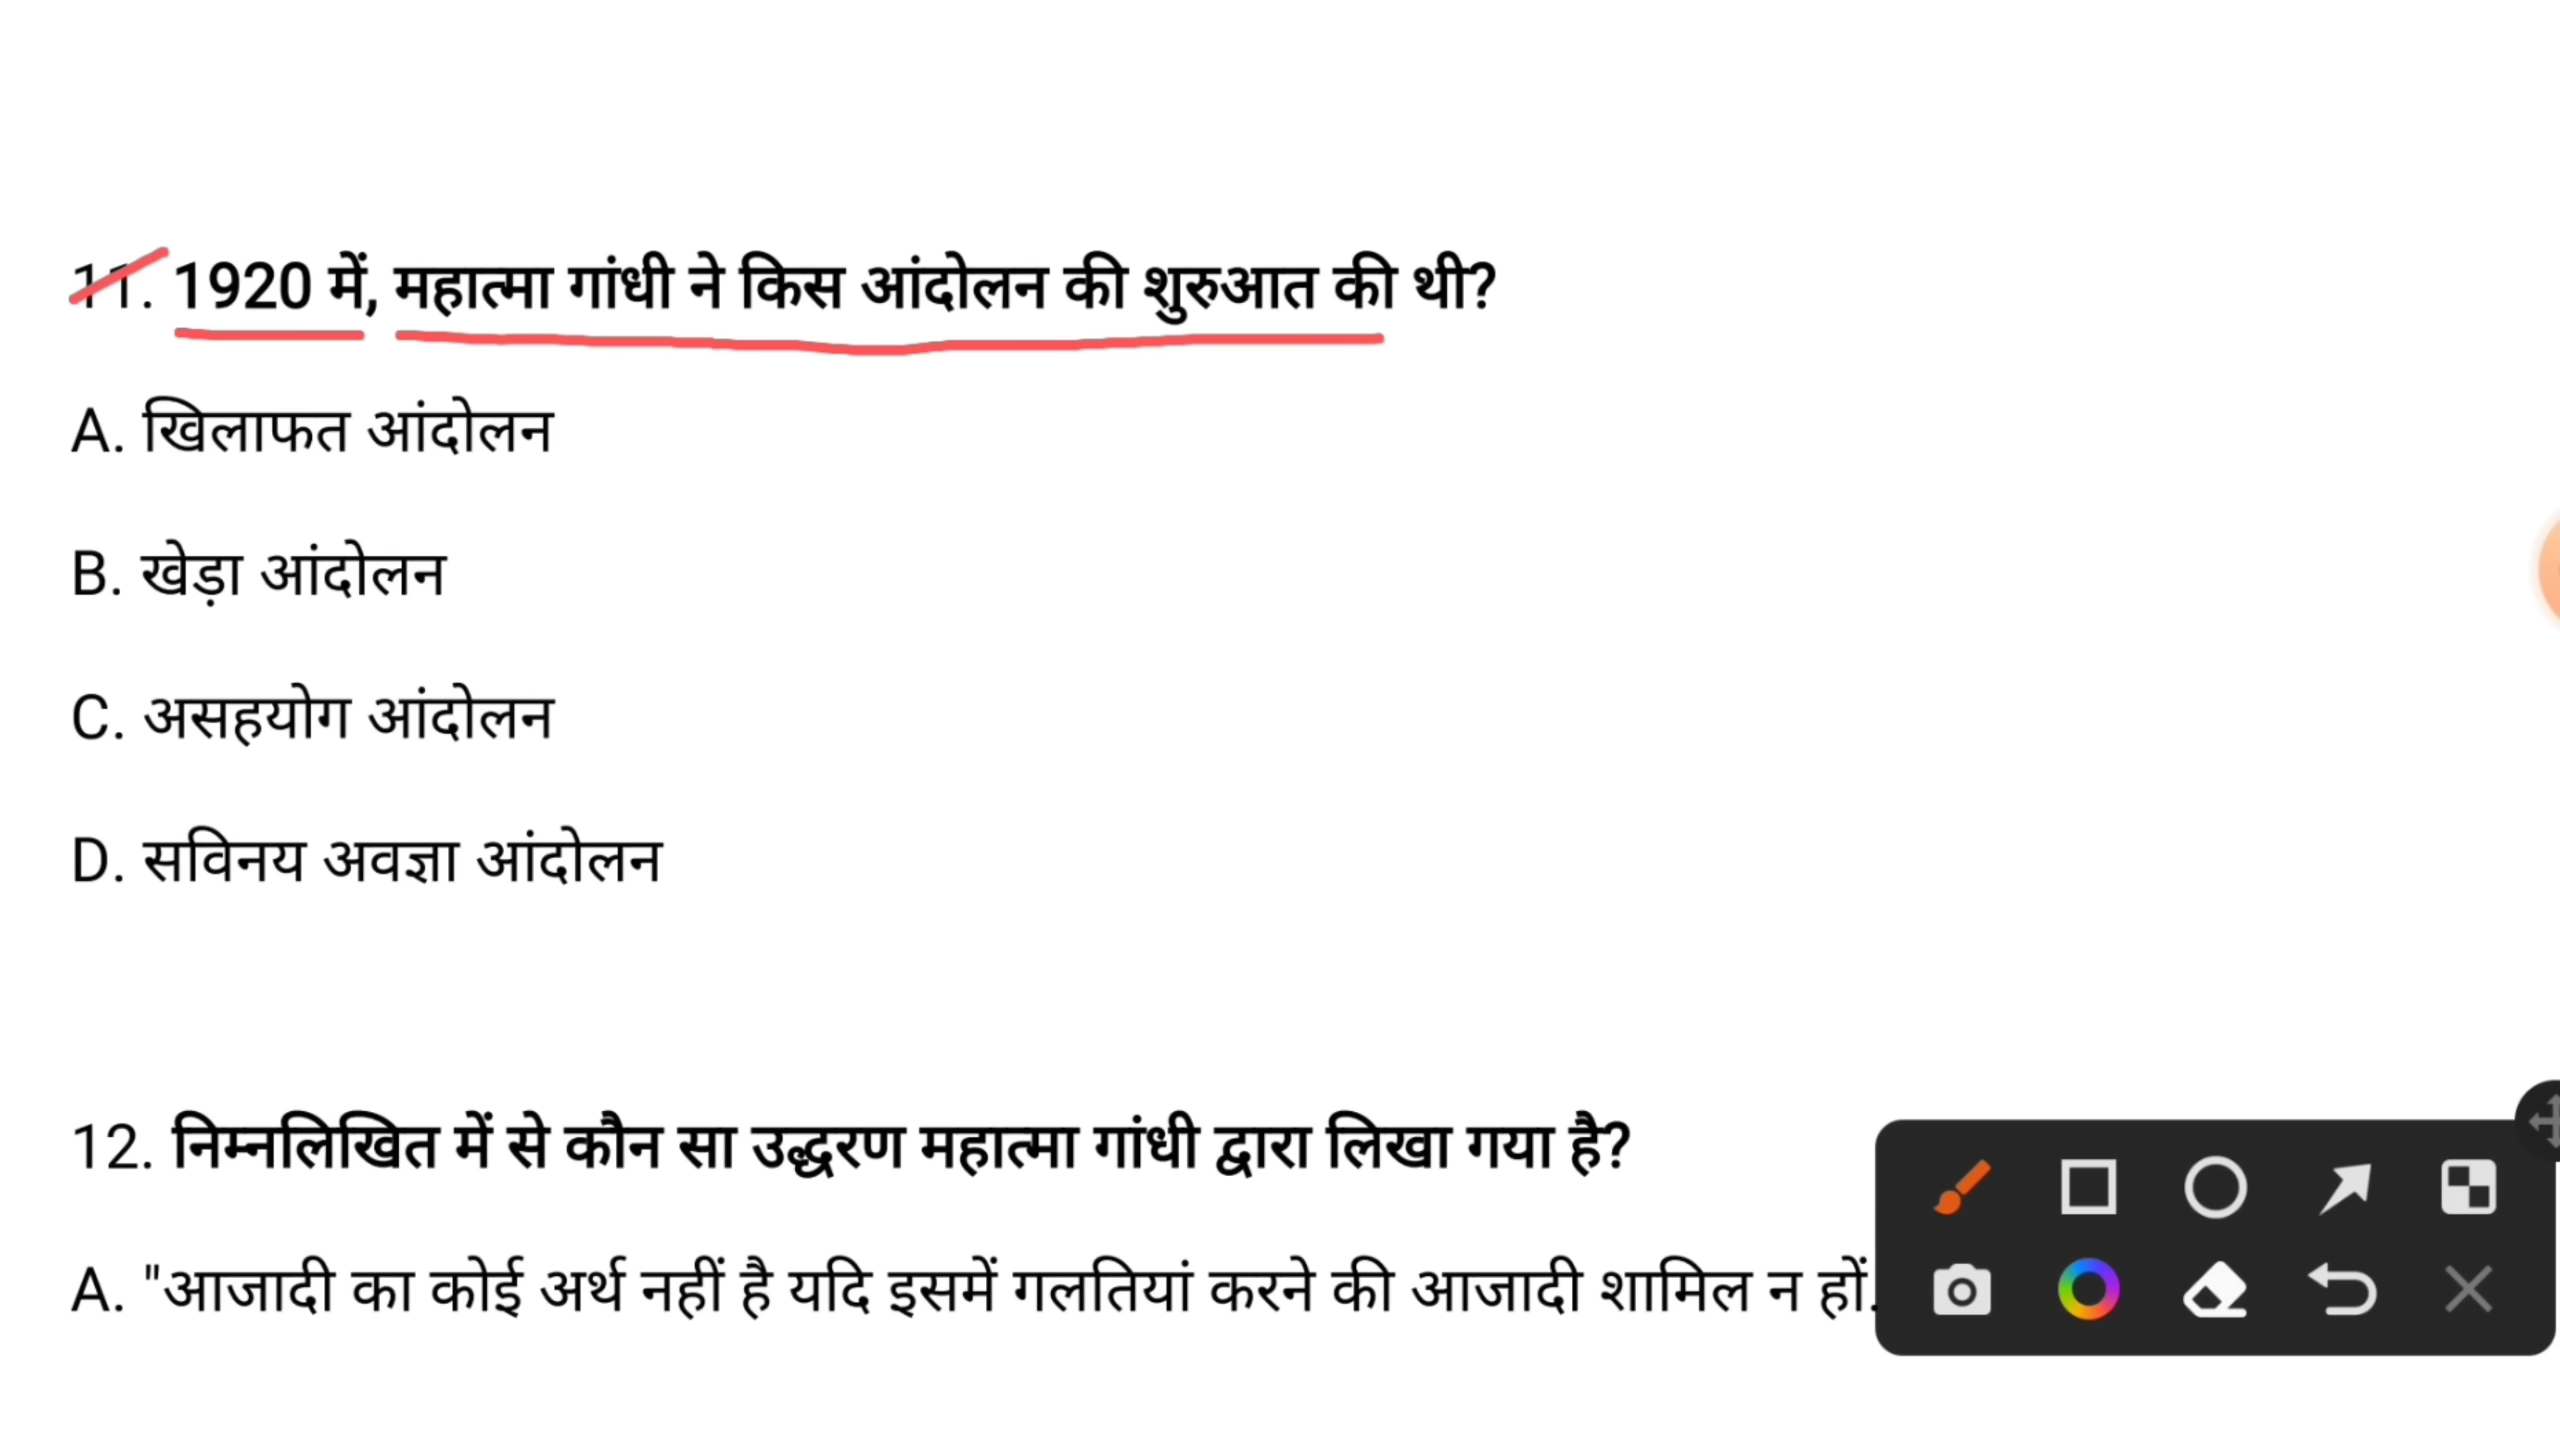 11. 1920 में, महात्मा गांधी ने किस आंदोलन की शुरुआत की थी?
A. खिलाफत आंदोलन
B. खेड़ा आंदोलन
C. असहयोग आंदोलन
D. सविनय अवज्ञा आंदोलन
12. निम्नलिखित में से कौन सा उद्धरण महात्मा गांधी द्वारा लिखा गया है?
A. "आजादी का कोई अर्थ नहीं है यदि इसमें गलतियां करने की आजादी शामिल न हों.